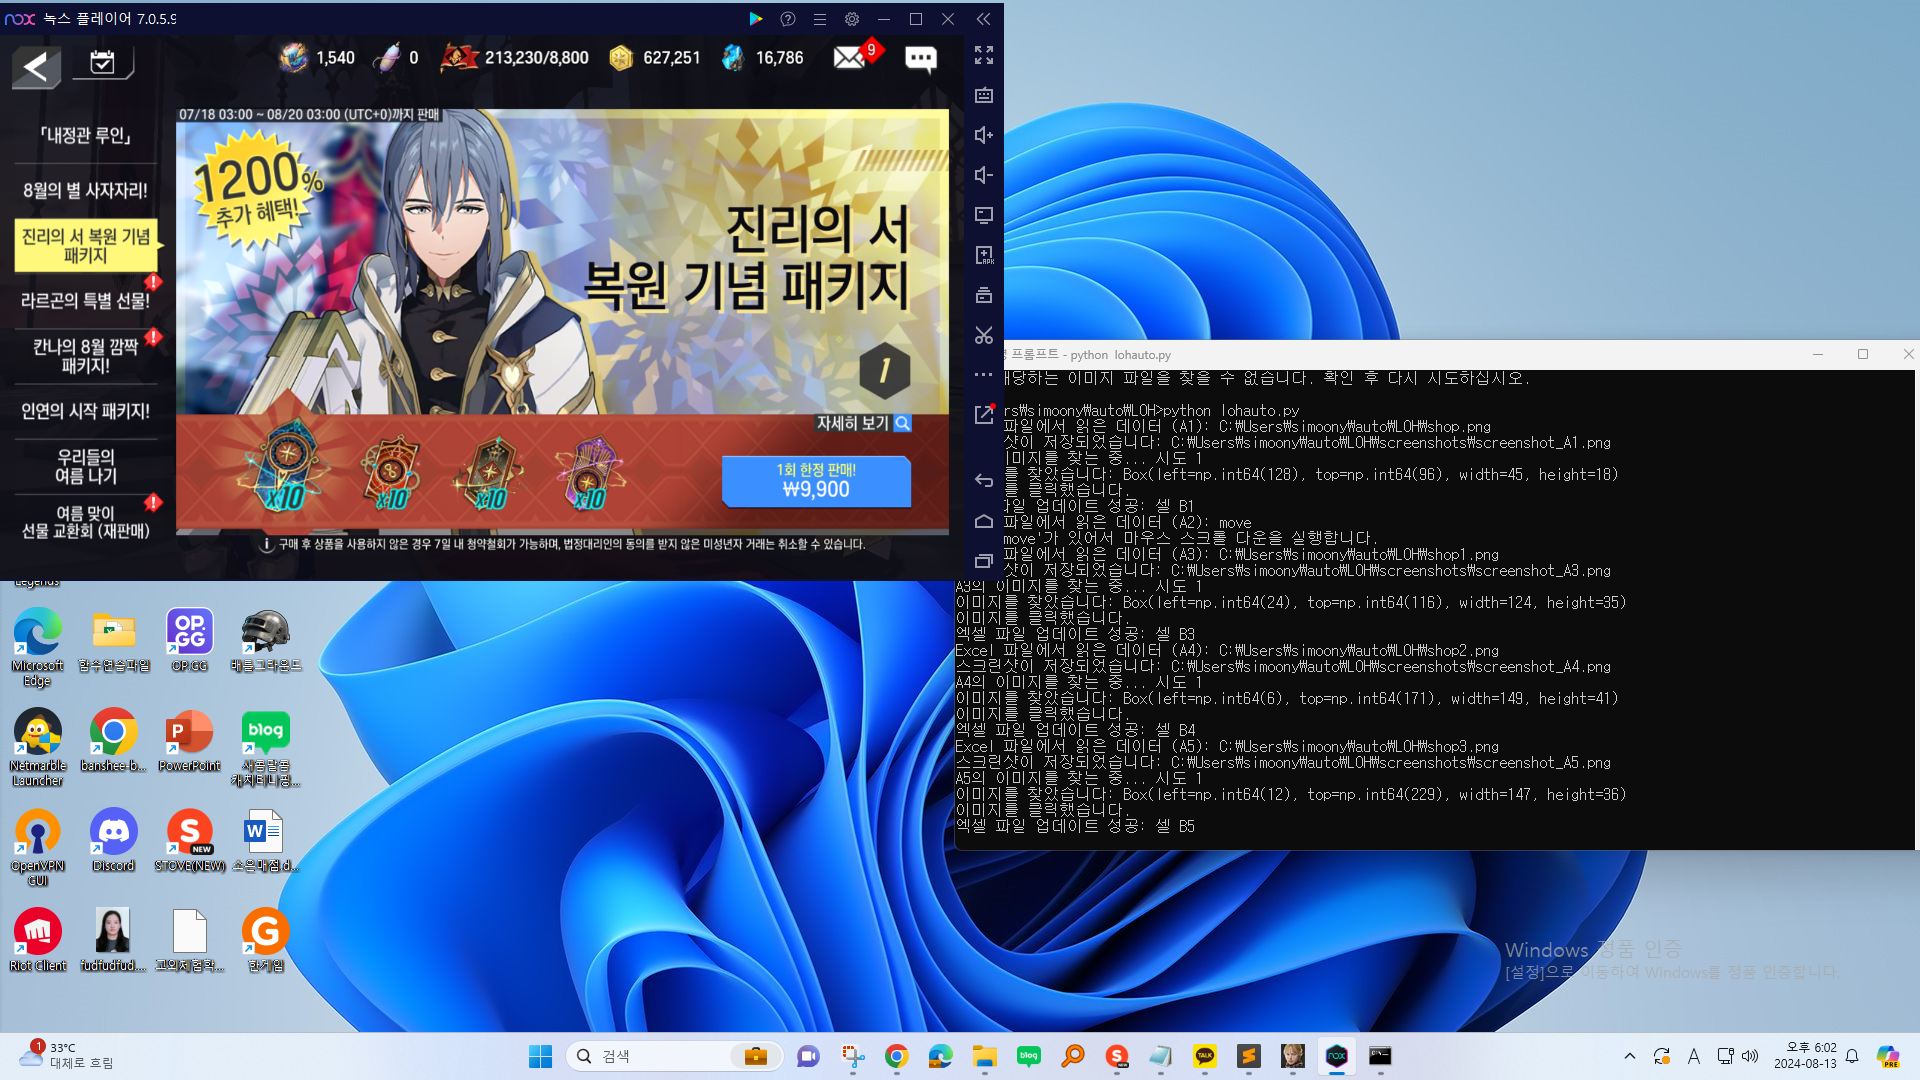 nox 녹스 플레이어 7.0.5.9
1,540
0
213,230/8,800
627,251
16,786
9
「내정관 루인」
8월의 별 사자자리!
진리의 서 복원 기념
패키지
라르곤의 특별 선물!
칸나의 8월 깜짝
패키지!
인연의 시작 패키지!
우리들의
여름 나기
여름 맞이
선물 교환회 (재판매)
07/18 03:00 ~ 08/20 03:00 (UTC+0)까지 판매
1200%
추가 혜택!
진리의 서
복원 기념 패키지
1
자세히 보기
x10
x10
x10
x10
1회 한정 판매!
₩9,900
구매 후 상품을 사용하지 않은 경우 7일 내 청약철회가 가능하며, 법정대리인의 동의를 받지 않은 미성년자 거래는 취소할 수 있습니다.
프롬프트 - python lohauto.py
해당하는 이미지 파일을 찾을 수 없습니다. 확인 후 다시 시도하십시오.
rs₩simoony₩auto₩LOH>python lohauto.py
파일에서 읽은 데이터 (A1): C:₩Users₩simoony₩auto₩LOH₩shop.png
샷이 저장되었습니다: C:₩Users₩simoony₩auto₩LOH₩screenshots₩screenshot_A1.png
이미지를 찾는 중... 시도 1
를 찾았습니다: Box(left=np.int64(128), top=np.int64(96), width=45, height=18)
를 클릭했습니다.
파일 업데이트 성공: 셀 B1
파일에서 읽은 데이터 (A2): move
move'가 있어서 마우스 스크롤 다운을 실행합니다.
파일에서 읽은 데이터 (A3): C:₩Users₩simoony₩auto₩LOH₩shop1.png
샷이 저장되었습니다: C:₩Users₩simoony₩auto₩LOH₩screenshots₩screenshot_A3.png
A3의 이미지를 찾는 중... 시도 1
이미지를 찾았습니다: Box(left=np.int64(24), top=np.int64(116), width=124, height=35)
이미지를 클릭했습니다.
엑셀 파일 업데이트 성공: 셀 B3
Excel 파일에서 읽은 데이터 (A4): C:₩Users₩simoony₩auto₩LOH₩shop2.png
스크린샷이 저장되었습니다: C:₩Users₩simoony₩auto₩LOH₩screenshots₩screenshot_A4.png
A4의 이미지를 찾는 중... 시도 1
이미지를 찾았습니다: Box(left=np.int64(6), top=np.int64(171), width=149, height=41)
이미지를 클릭했습니다.
엑셀 파일 업데이트 성공: 셀 B4
Excel 파일에서 읽은 데이터 (A5): C:₩Users₩simoony₩auto₩LOH₩shop3.png
스크린샷이 저장되었습니다: C:₩Users₩simoony₩auto₩LOH₩screenshots₩screenshot_A5.png
A5의 이미지를 찾는 중... 시도 1
이미지를 찾았습니다: Box(left=np.int64(12), top=np.int64(229), width=147, height=36)
이미지를 클릭했습니다.
엑셀 파일 업데이트 성공: 셀 B5
Legends
OP.
GG
Microsoft
Edge
함수연습파일
OP.GG
배틀그라운드
blog
Netmarble
Launcher
banshee-b...
PowerPoint
NEW
OpenVPN
GUI
Discord
STOVE(NEW)
소은매점.d...
Riot Client
fudfudfud....
한게임
Windows 정품 인증
[설정]으로 이동하여 Windows를 정품 인증합니다.
1
33°C
대체로 흐림
검색
blog
TALK
nox
A
오후 6:02
2024-08-13
PRE